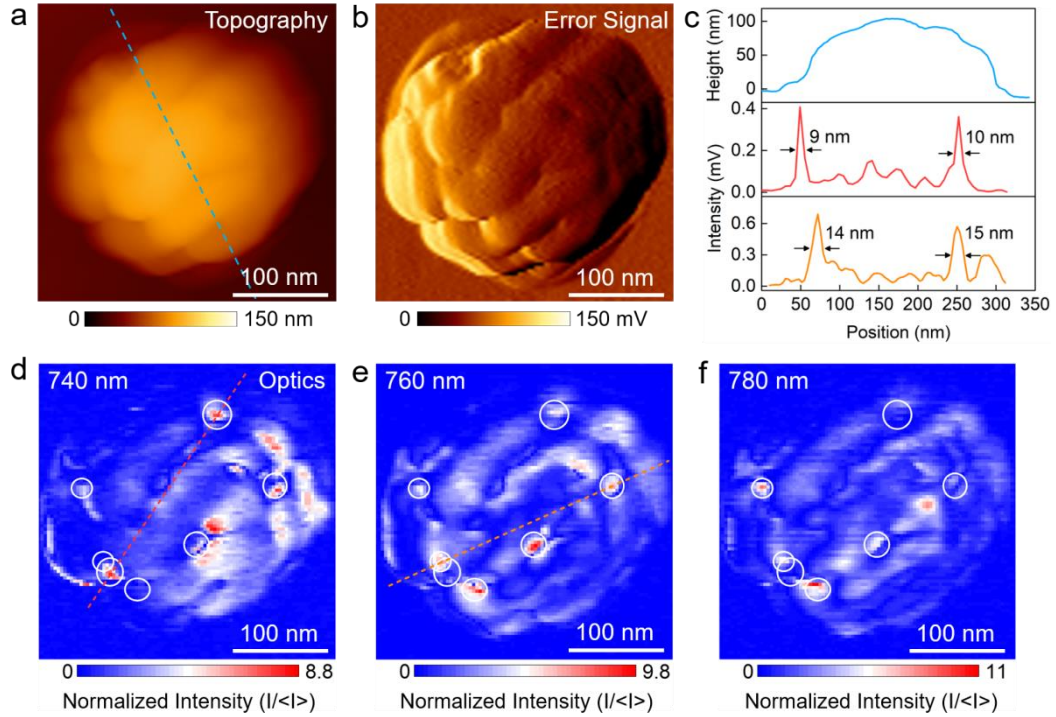 a
Topography
100 nm
0
150 nm
b
Error Signal
100 nm
0
150 mV
c
Height (nm)
100
50
0
Intensity (mV)
0.4
0.2
0.0
9 nm
10 nm
0.6
0.3
0.0
14 nm
15 nm
0 50 100 150 200 250 300 350
Position (nm)
d
740 nm
Optics
100 nm
0
8.8
Normalized Intensity (I/<I>)
e
760 nm
100 nm
0
9.8
Normalized Intensity (I/<I>)
f
780 nm
100 nm
0
11
Normalized Intensity (I/<I>)